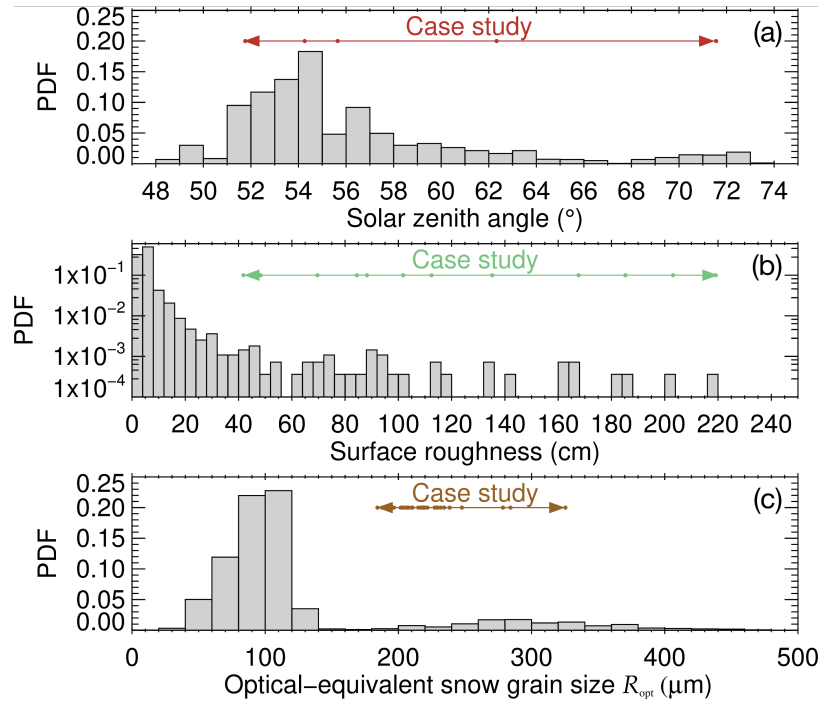 Case study
(a)
0.25
0.20
0.15
0.10
0.05
0.00
PDF
48 50 52 54 56 58 60 62 64 66 68 70 72 74
Solar zenith angle (°)
Case study
(b)
1x10⁻¹
1x10⁻²
1x10⁻³
1x10⁻⁴
PDF
0 20 40 60 80 100 120 140 160 180 200 220 240
Surface roughness (cm)
Case study
(c)
0.25
0.20
0.15
0.10
0.05
0.00
PDF
0 100 200 300 400 500
Optical−equivalent snow grain size Rₒₚₜ (μm)